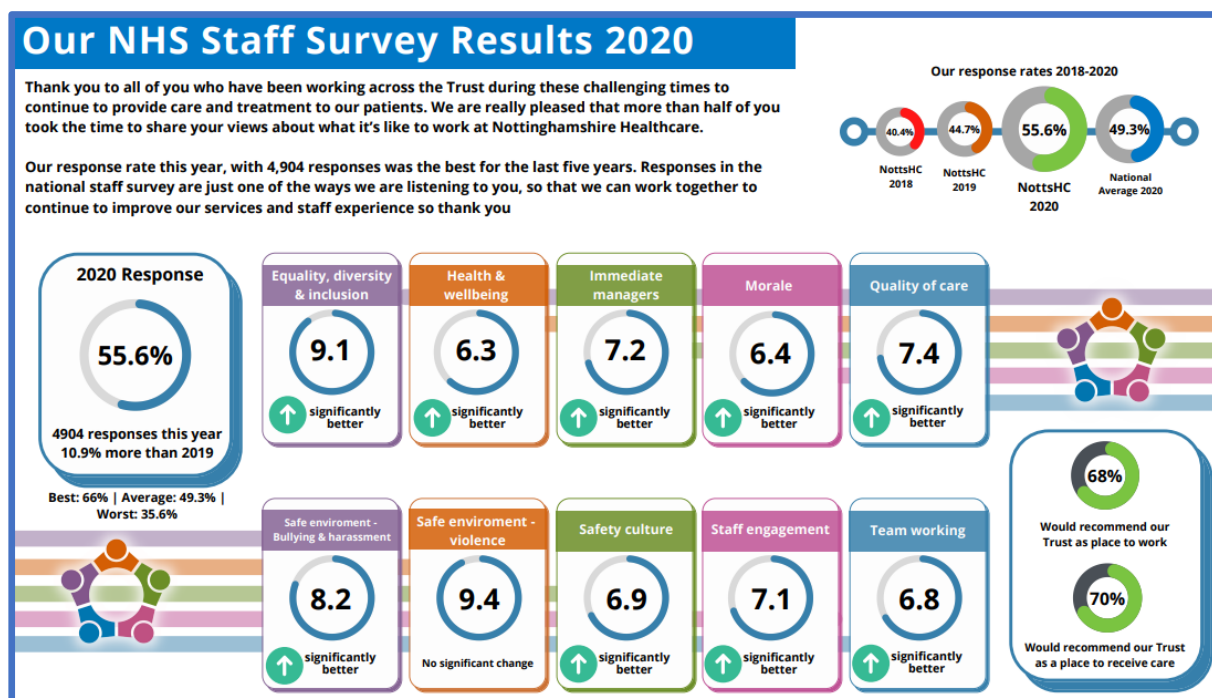 Our NHS Staff Survey Results 2020
Thank you to all of you who have been working across the Trust during these challenging times to
continue to provide care and treatment to our patients. We are really pleased that more than half of you
took the time to share your views about what it's like to work at Nottinghamshire Healthcare.
Our response rate this year, with 4,904 responses was the best for the last five years. Responses in the
national staff survey are just one of the ways we are listening to you, so that we can work together to
continue to improve our services and staff experience so thank you
Our response rates 2018-2020
40.4%
NottsHC
2018
44.7%
NottsHC
2019
55.6%
NottsHC
2020
49.3%
National
Average 2020
2020 Response
55.6%
4904 responses this year
10.9% more than 2019
Best: 66% | Average: 49.3% |
Worst: 35.6%
Equality, diversity
& inclusion
9.1
significantly
better
Health &
wellbeing
6.3
significantly
better
Immediate
managers
7.2
significantly
better
Morale
6.4
significantly
better
Quality of care
7.4
significantly
better
Safe enviroment -
Bullying & harassment
8.2
significantly
better
Safe enviroment -
violence
9.4
No significant change
Safety culture
6.9
significantly
better
Staff engagement
7.1
significantly
better
Team working
6.8
significantly
better
68%
Would recommend our
Trust as place to work
70%
Would recommend our Trust
as a place to receive care